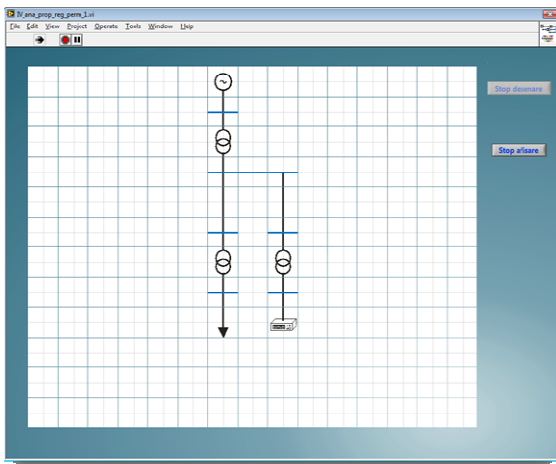 IV_ana_prop_reg_perm_1.vi
File Edit View Project Operate Tools Window Help
Stop desenare
Stop afisare